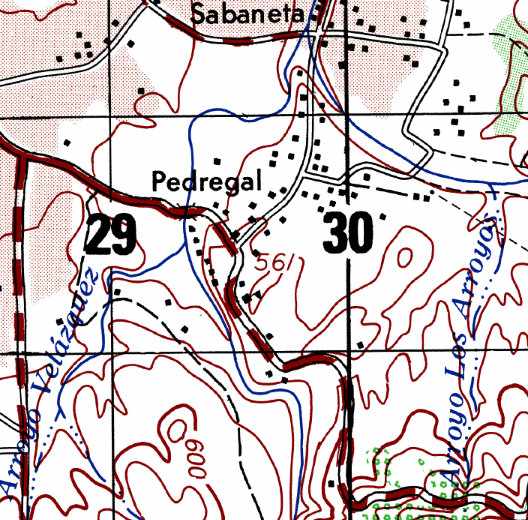 Sabaneta
Pedregal
29
30
561
Arroyo Velázquez
Arroyo Los Arroyos
600